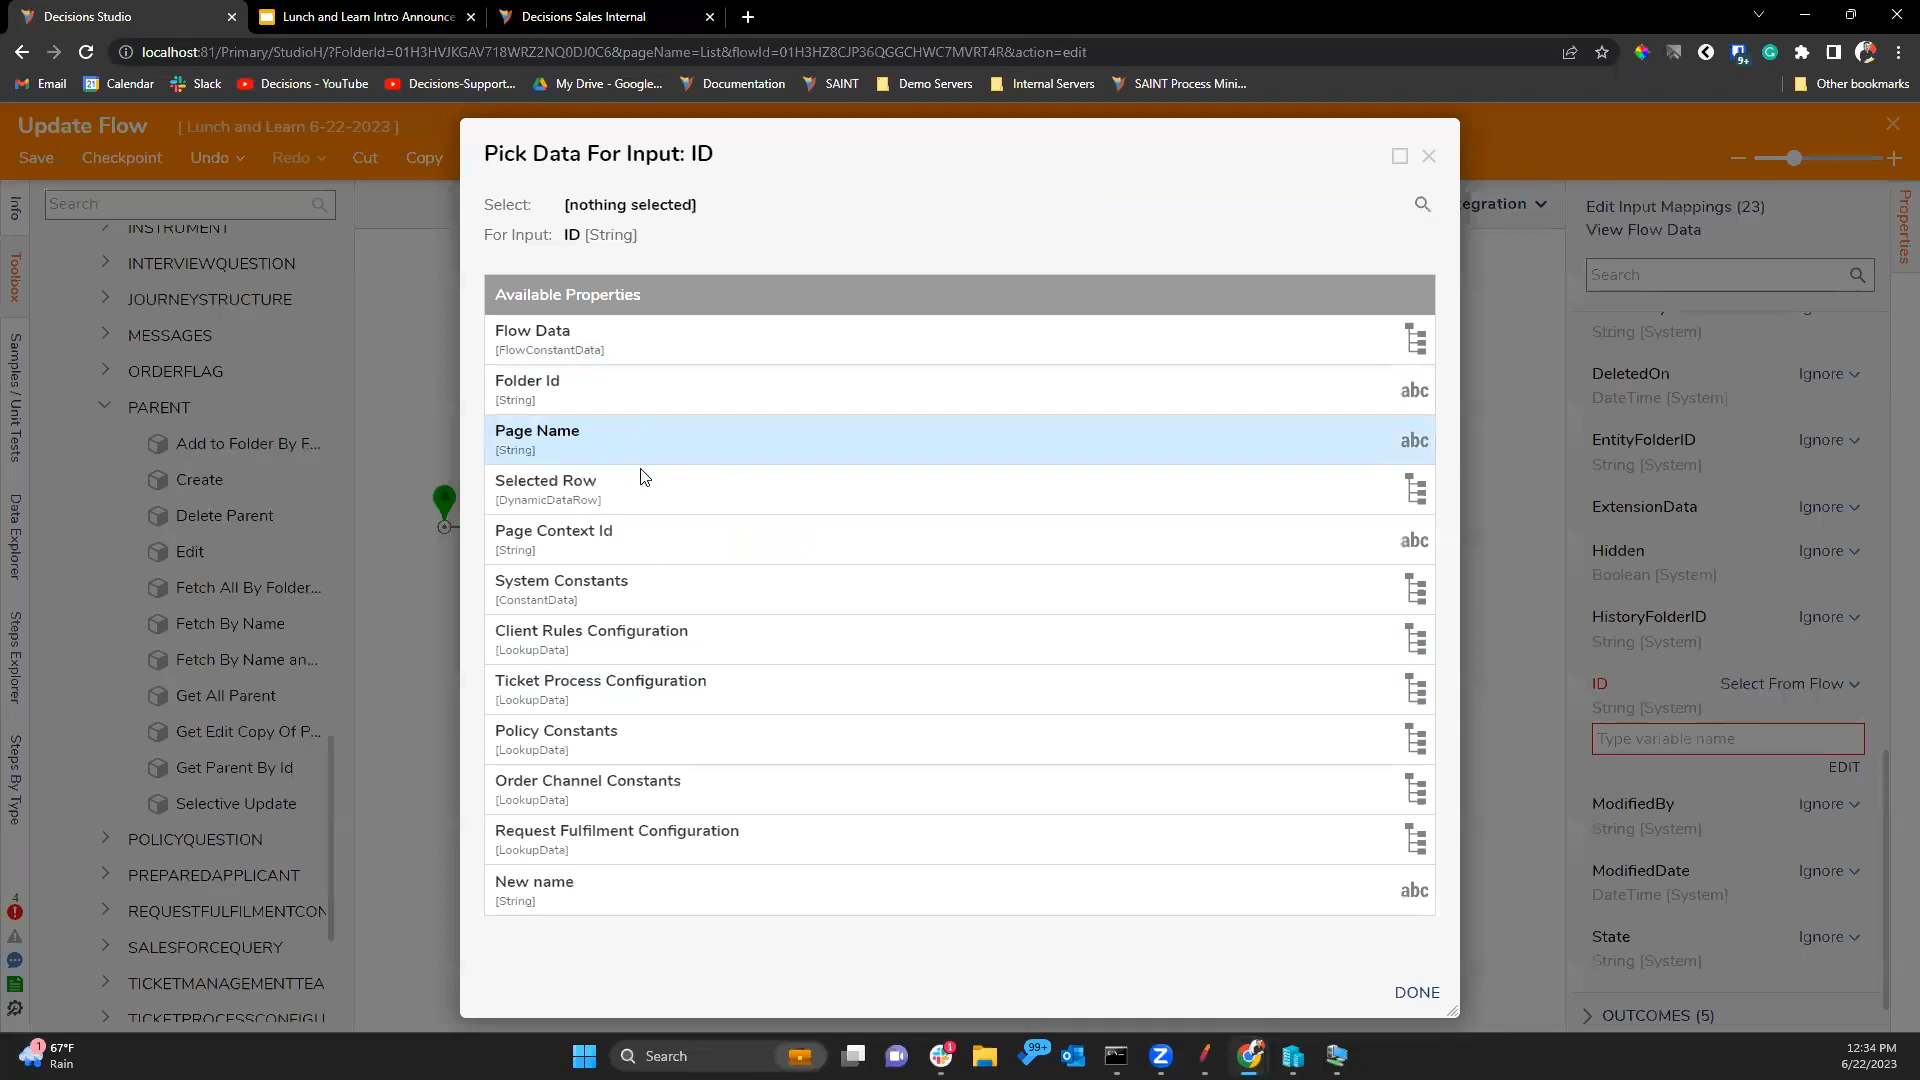 Decisions Studio
Lunch and Learn Intro Announce
Decisions Sales Internal
localhost:81/Primary/StudioH/?FolderId=01H3HVJKGAV718WRZ2NQ0DJ0C6&pageName=List&flowId=01H3HZ8CJP36QGGCHWC7MVRT4R&action=edit
9+
Email
Calendar
Slack
Decisions - YouTube
Decisions-Support...
My Drive - Google...
Documentation
SAINT
Demo Servers
Internal Servers
SAINT Process Mini...
Other bookmarks
Update Flow
[ Lunch and Learn 6-22-2023 ]
Save
Checkpoint
Undo
Redo
Cut
Copy
Info
Toolbox
Samples / Unit Tests
Data Explorer
Steps Explorer
Steps By Type
4
Search
INSTRUMENT
INTERVIEWQUESTION
JOURNEYSTRUCTURE
MESSAGES
ORDERFLAG
PARENT
Add to Folder By F...
Create
Delete Parent
Edit
Fetch All By Folder...
Fetch By Name
Fetch By Name an...
Get All Parent
Get Edit Copy Of P...
Get Parent By Id
Selective Update
POLICYQUESTION
PREPAREDAPPLICANT
REQUESTFULFILMENTCON
SALESFORCEQUERY
TICKETMANAGEMENTTEA
TICKETPROCESSCONFIGU
Pick Data For Input: ID
Select: [nothing selected]
For Input: ID [String]
Available Properties
Flow Data
[FlowConstantData]
Folder Id
[String]
abc
Page Name
[String]
abc
Selected Row
[DynamicDataRow]
Page Context Id
[String]
abc
System Constants
[ConstantData]
Client Rules Configuration
[LookupData]
Ticket Process Configuration
[LookupData]
Policy Constants
[LookupData]
Order Channel Constants
[LookupData]
Request Fulfilment Configuration
[LookupData]
New name
[String]
abc
DONE
egration
Edit Input Mappings (23)
View Flow Data
Properties
Search
String [System]
DeletedOn Ignore
DateTime [System]
EntityFolderID Ignore
String [System]
ExtensionData Ignore
Hidden Ignore
Boolean [System]
HistoryFolderID Ignore
String [System]
ID Select From Flow
String [System]
Type variable name
EDIT
ModifiedBy Ignore
String [System]
ModifiedDate Ignore
DateTime [System]
State Ignore
String [System]
OUTCOMES (5)
1
67°F
Rain
Search
1
99+
12:34 PM
6/22/2023